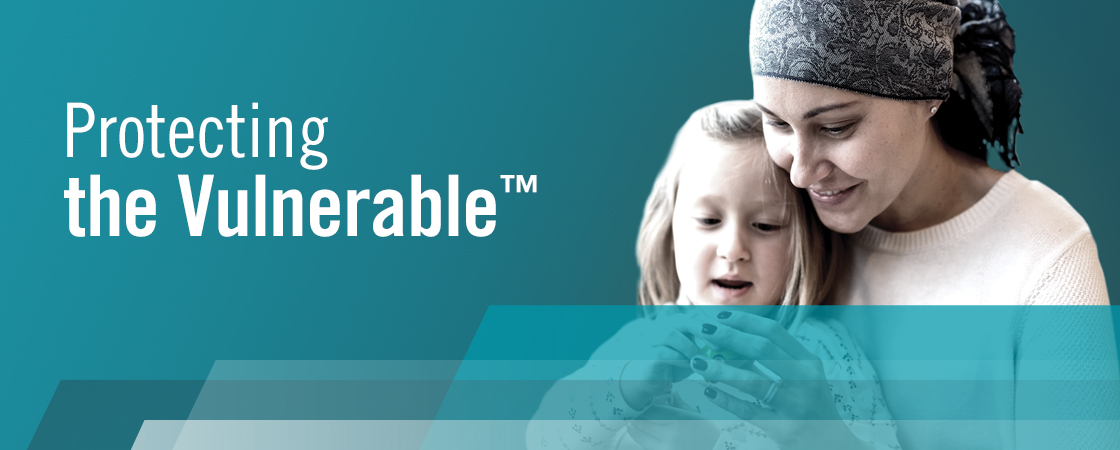 Protecting
the Vulnerable™